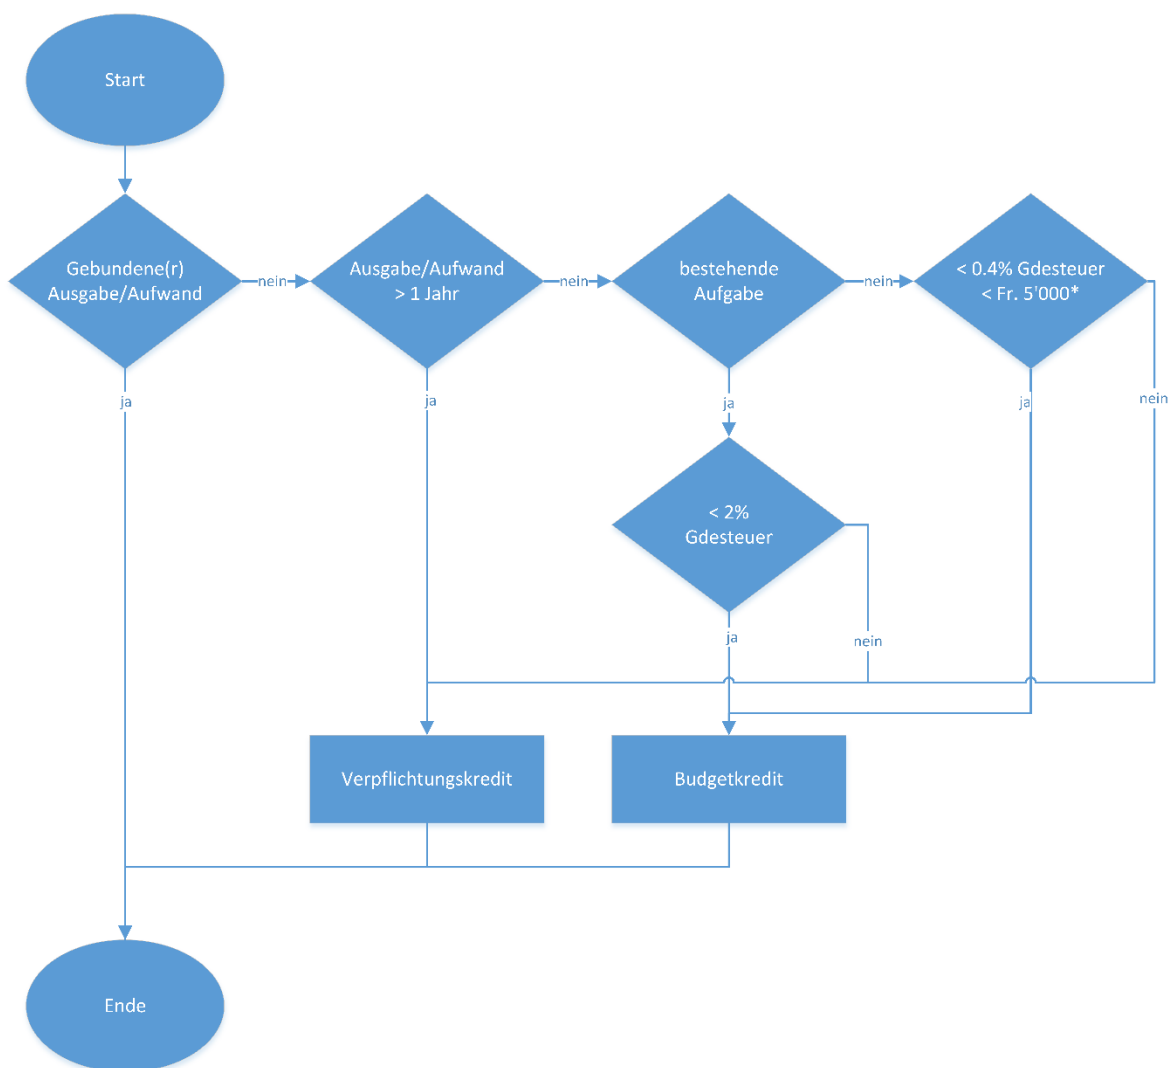 Start
Gebundene(r)
Ausgabe/Aufwand
nein
Ausgabe/Aufwand
> 1 Jahr
nein
bestehende
Aufgabe
nein
< 0.4% Gdesteuer
< Fr. 5'000*
ja
ja
ja
ja
nein
< 2%
Gdesteuer
ja
nein
Verpflichtungskredit
Budgetkredit
Ende